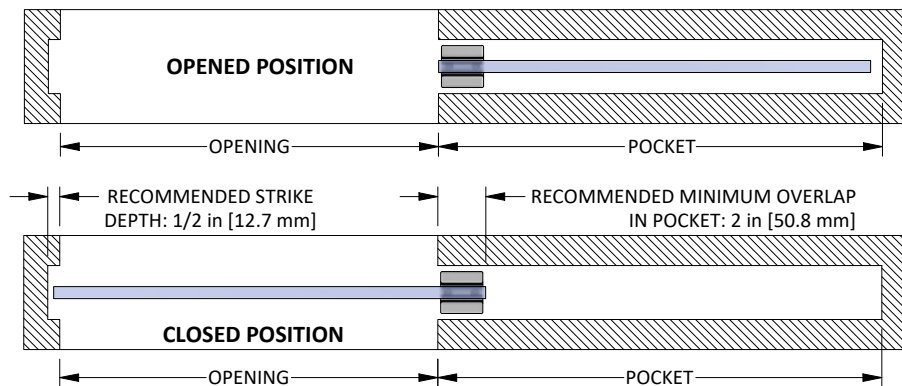 OPENED POSITION
OPENING
POCKET
RECOMMENDED STRIKE
DEPTH: 1/2 in [12.7 mm]
RECOMMENDED MINIMUM OVERLAP
IN POCKET: 2 in [50.8 mm]
CLOSED POSITION
OPENING
POCKET